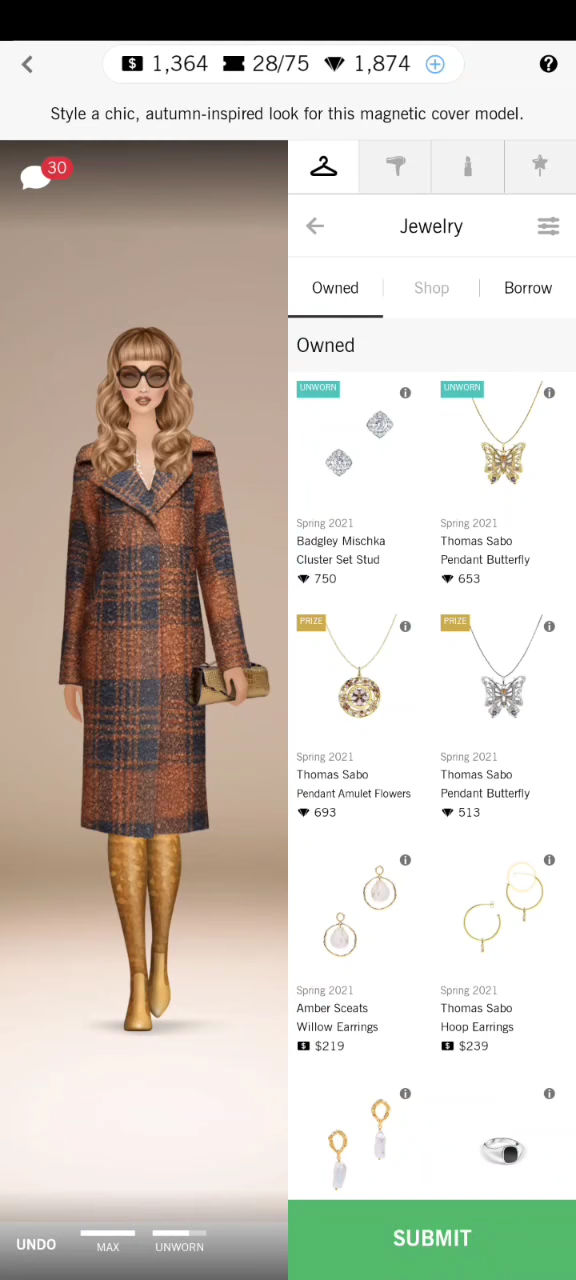 1,364 28/75 1,874
Style a chic, autumn-inspired look for this magnetic cover model.
30
Jewelry
Owned Shop Borrow
Owned
UNWORN UNWORN
Spring 2021 Spring 2021
Badgley Mischka Thomas Sabo
Cluster Set Stud Pendant Butterfly
750 653
PRIZE PRIZE
Spring 2021 Spring 2021
Thomas Sabo Thomas Sabo
Pendant Amulet Flowers Pendant Butterfly
693 513
Spring 2021 Spring 2021
Amber Sceats Thomas Sabo
Willow Earrings Hoop Earrings
$219 $239
UNDO MAX UNWORN SUBMIT